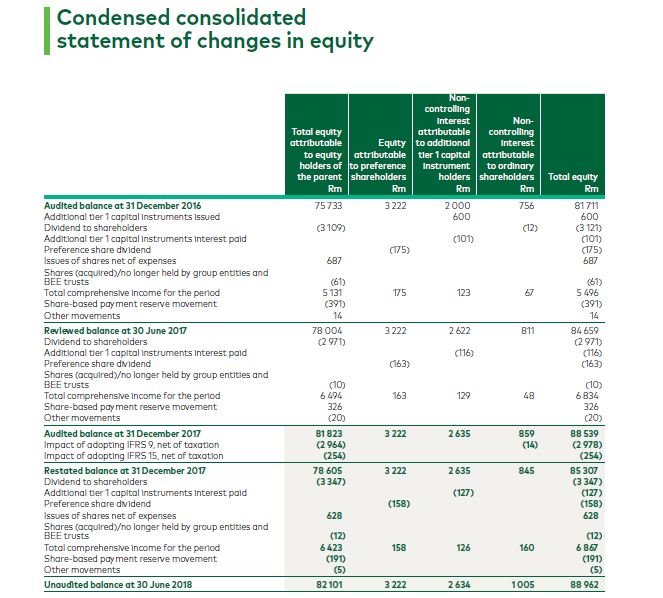 Condensed consolidated
statement of changes in equity
Total equity attributable to equity holders of the parent Rm
Equity attributable to preference shareholders Rm
Non-controlling interest attributable to additional tier 1 capital instrument holders Rm
Non-controlling interest attributable to ordinary shareholders Rm
Total equity Rm
Audited balance at 31 December 2016 75 733 3 222 2 000 756 81 711
Additional tier 1 capital instruments issued 600 600
Dividend to shareholders (3 109) (12) (3 121)
Additional tier 1 capital instruments interest paid (101) (101)
Preference share dividend (175) (175)
Issues of shares net of expenses 687 687
Shares (acquired)/no longer held by group entities and
BEE trusts (61) (61)
Total comprehensive income for the period 5 131 175 123 67 5 496
Share-based payment reserve movement (391) (391)
Other movements 14 14
Reviewed balance at 30 June 2017 78 004 3 222 2 622 811 84 659
Dividend to shareholders (2 971) (2 971)
Additional tier 1 capital instruments interest paid (116) (116)
Preference share dividend (163) (163)
Shares (acquired)/no longer held by group entities and
BEE trusts (10) (10)
Total comprehensive income for the period 6 494 163 129 48 6 834
Share-based payment reserve movement 326 326
Other movements (20) (20)
Audited balance at 31 December 2017 81 823 3 222 2 635 859 88 539
Impact of adopting IFRS 9, net of taxation (2 964) (14) (2 978)
Impact of adopting IFRS 15, net of taxation (254) (254)
Restated balance at 31 December 2017 78 605 3 222 2 635 845 85 307
Dividend to shareholders (3 347) (3 347)
Additional tier 1 capital instruments interest paid (127) (127)
Preference share dividend (158) (158)
Issues of shares net of expenses 628 628
Shares (acquired)/no longer held by group entities and
BEE trusts (12) (12)
Total comprehensive income for the period 6 423 158 126 160 6 867
Share-based payment reserve movement (191) (191)
Other movements (5) (5)
Unaudited balance at 30 June 2018 82 101 3 222 2 634 1 005 88 962